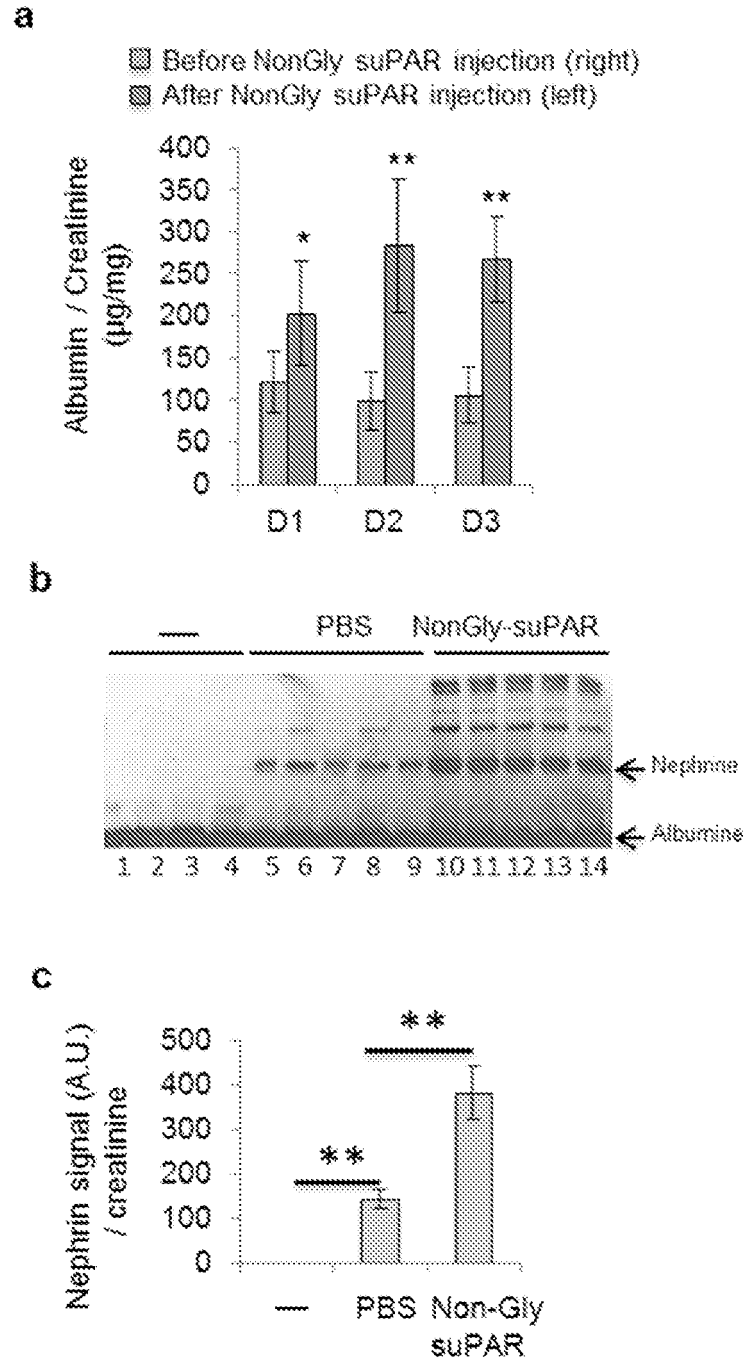 a
Before NonGly suPAR injection (right)
After NonGly suPAR injection (left)
Albumin / Creatinine
(µg/mg)
400
350
300
250
200
150
100
50
0
*
**
**
D1 D2 D3
b
— PBS NonGly-suPAR
Nephrine
Albumine
1 2 3 4 5 6 7 8 9 10 11 12 13 14
c
Nephrin signal (A.U.)
/ creatinine
500
400
300
200
100
0
**
**
— PBS Non-Gly
suPAR